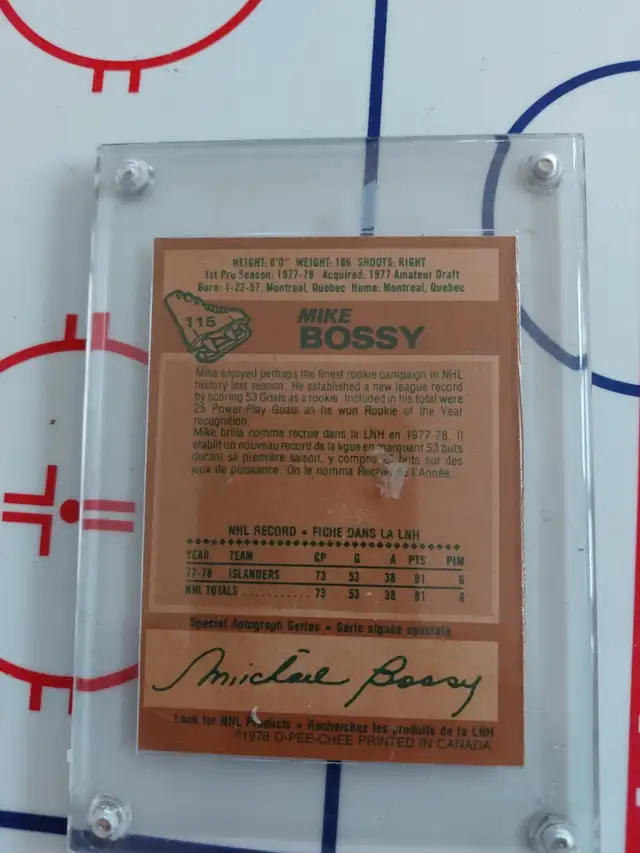 HEIGHT: 6'0" WEIGHT: 186 SHOOTS: RIGHT
1st Pro Season: 1977-78 Acquired: 1977 Amateur Draft
Born: 1-22-57, Montreal, Quebec Home: Montreal, Quebec
115
MIKE
BOSSY
Mike enjoyed perhaps the finest rookie campaign in NHL
history last season. He established a new league record
by scoring 53 Goals as a rookie. Included in his total were
25 Power-Play Goals as he won Rookie of the Year
recognition.
Mike brilla comme recrue dans la LNH en 1977-78. Il
établit un nouveau record de la ligue en marquant 53 buts
durant sa première saison, y compris buts sur des
jeux de puissance. On le nomma l'Année.
NHL RECORD • FICHE DANS LA LNH
YEAR TEAM GP G A PTS PIM
77-78 ISLANDERS 73 53 38 91 6
NHL TOTALS ........... 73 53 38 91 6
Special Autograph Series • Série signée spéciale
Michael Bossy
Look for NHL Products • Recherchez les produits de la LNH
©1978 O-PEE-CHEE PRINTED IN CANADA